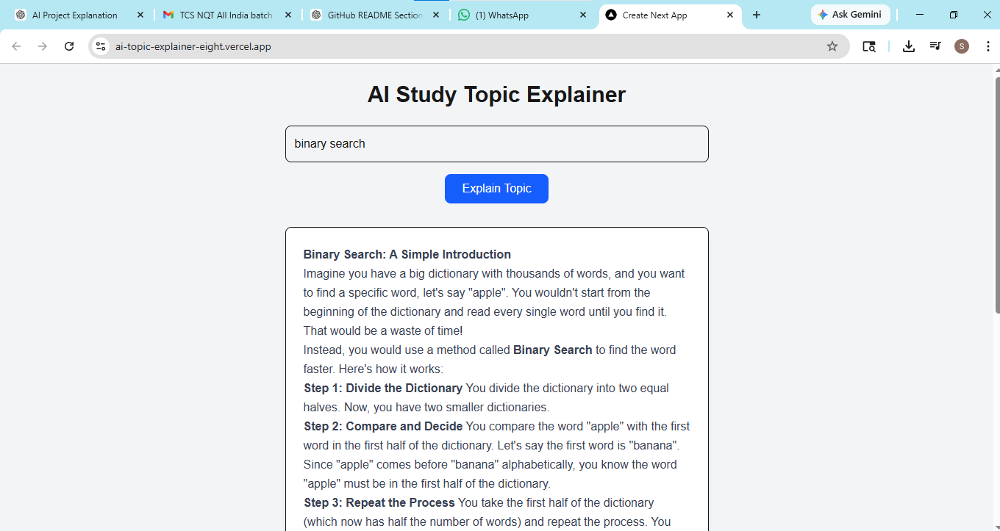 AI Project Explanation
TCS NQT All India batch
GitHub README Section
(1) WhatsApp
Create Next App
Ask Gemini
ai-topic-explainer-eight.vercel.app
S
AI Study Topic Explainer
binary search
Explain Topic
Binary Search: A Simple Introduction
Imagine you have a big dictionary with thousands of words, and you want
to find a specific word, let's say "apple". You wouldn't start from the
beginning of the dictionary and read every single word until you find it.
That would be a waste of time!
Instead, you would use a method called Binary Search to find the word
faster. Here's how it works:
Step 1: Divide the Dictionary You divide the dictionary into two equal
halves. Now, you have two smaller dictionaries.
Step 2: Compare and Decide You compare the word "apple" with the first
word in the first half of the dictionary. Let's say the first word is "banana".
Since "apple" comes before "banana" alphabetically, you know the word
"apple" must be in the first half of the dictionary.
Step 3: Repeat the Process You take the first half of the dictionary
(which now has half the number of words) and repeat the process. You